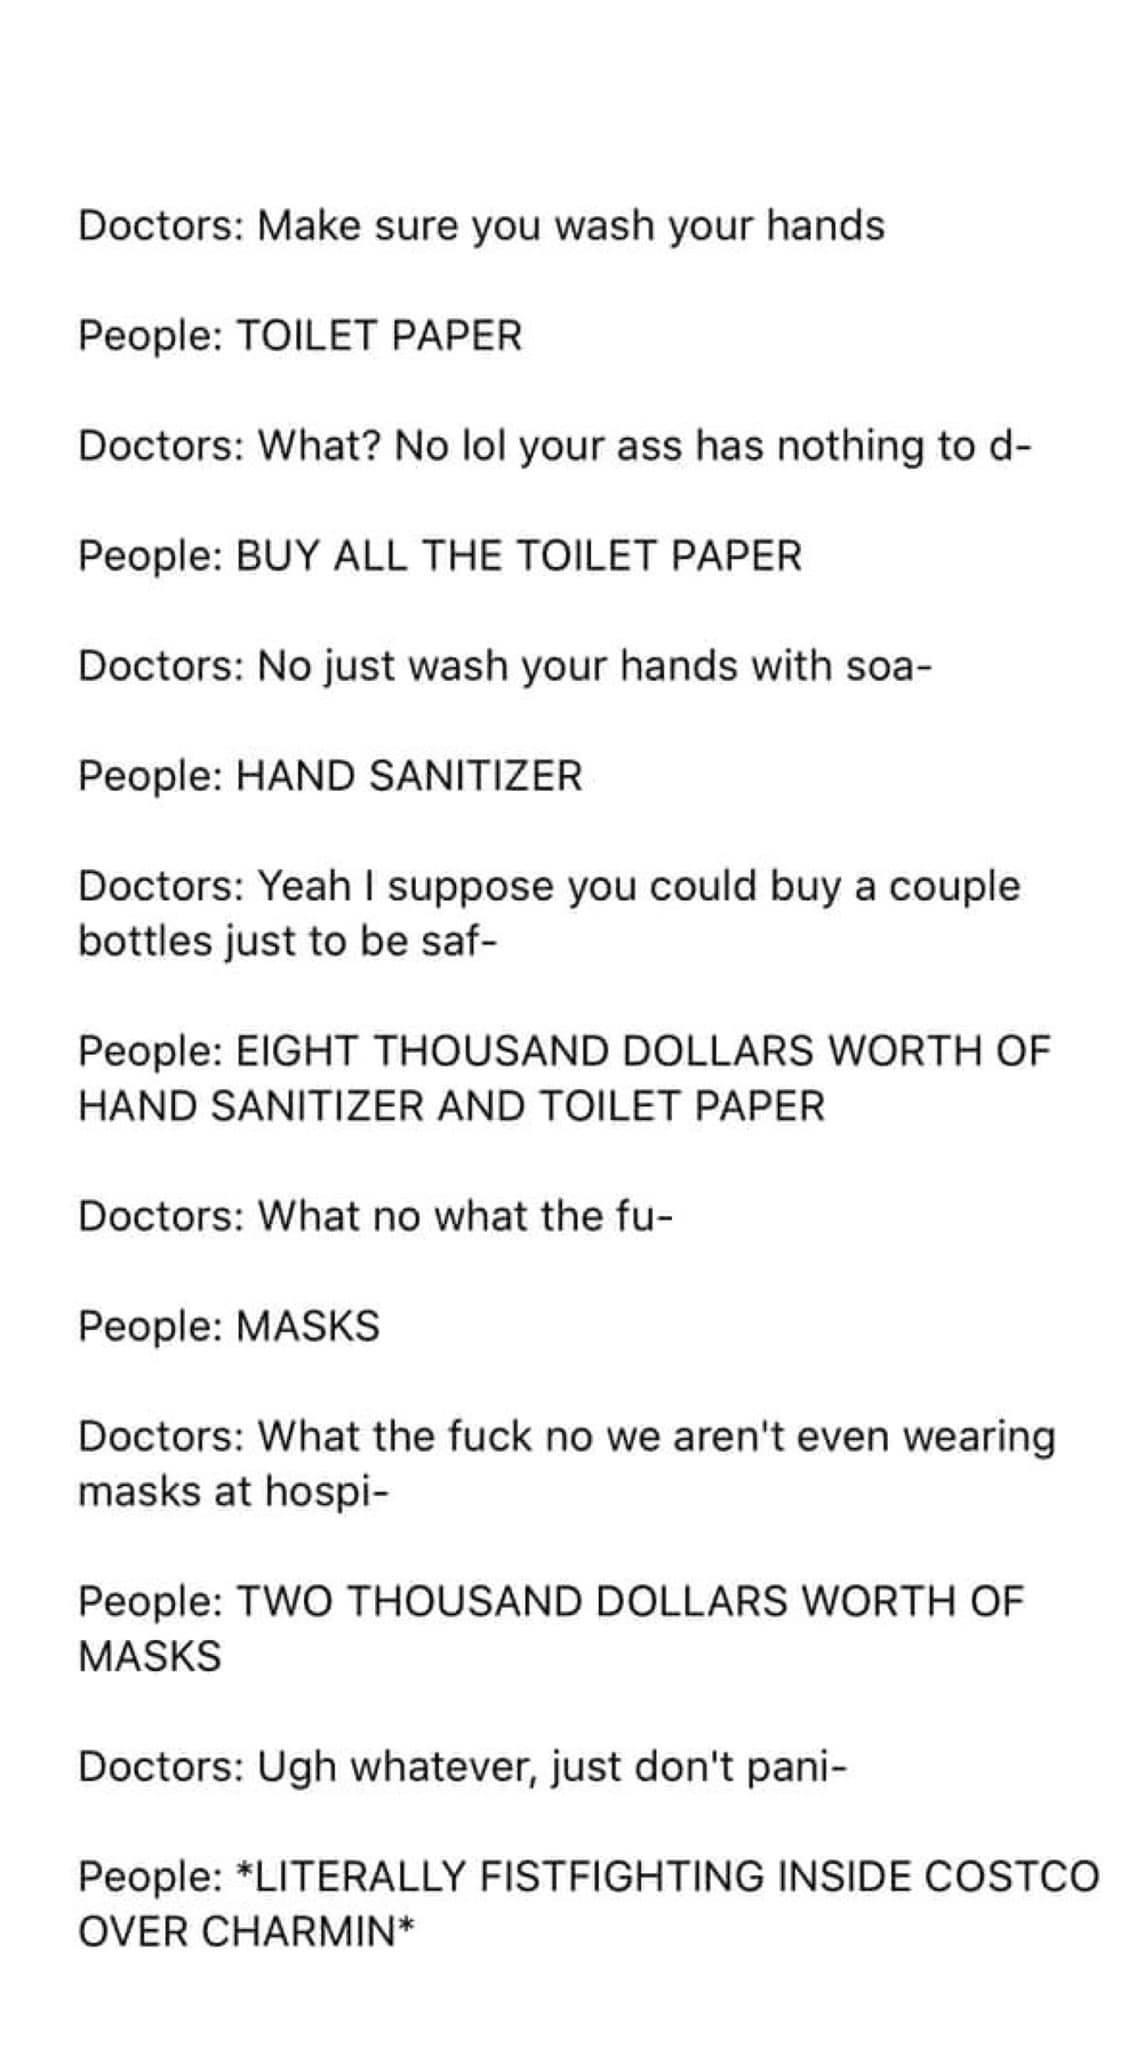 Doctors: Make sure you wash your hands
People: TOILET PAPER
Doctors: What? No lol your ass has nothing to d-
People: BUY ALL THE TOILET PAPER
Doctors: No just wash your hands with soa-
People: HAND SANITIZER
Doctors: Yeah I suppose you could buy a couple
bottles just to be saf-
People: EIGHT THOUSAND DOLLARS WORTH OF
HAND SANITIZER AND TOILET PAPER
Doctors: What no what the fu-
People: MASKS
Doctors: What the fuck no we aren't even wearing
masks at hospi-
People: TWO THOUSAND DOLLARS WORTH OF
MASKS
Doctors: Ugh whatever, just don't pani-
People: *LITERALLY FISTFIGHTING INSIDE COSTCO
OVER CHARMIN*